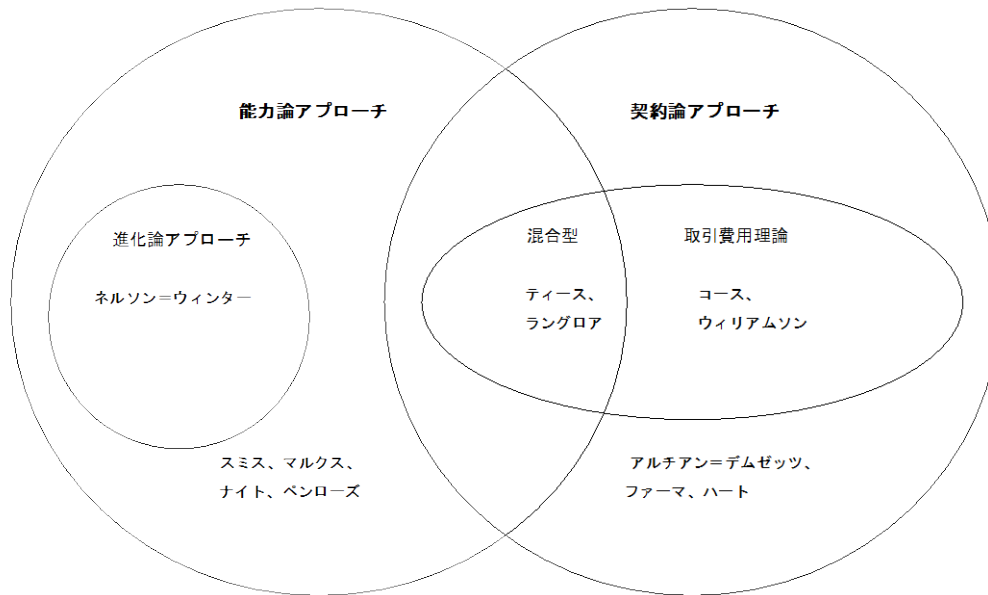 能力論アプローチ
契約論アプローチ
進化論アプローチ
ネルソン＝ウィンター
混合型
ティース、
ラングロア
取引費用理論
コース、
ウィリアムソン
スミス、マルクス、
ナイト、ペンローズ
アルチアン＝デムゼッツ、
ファーマ、ハート